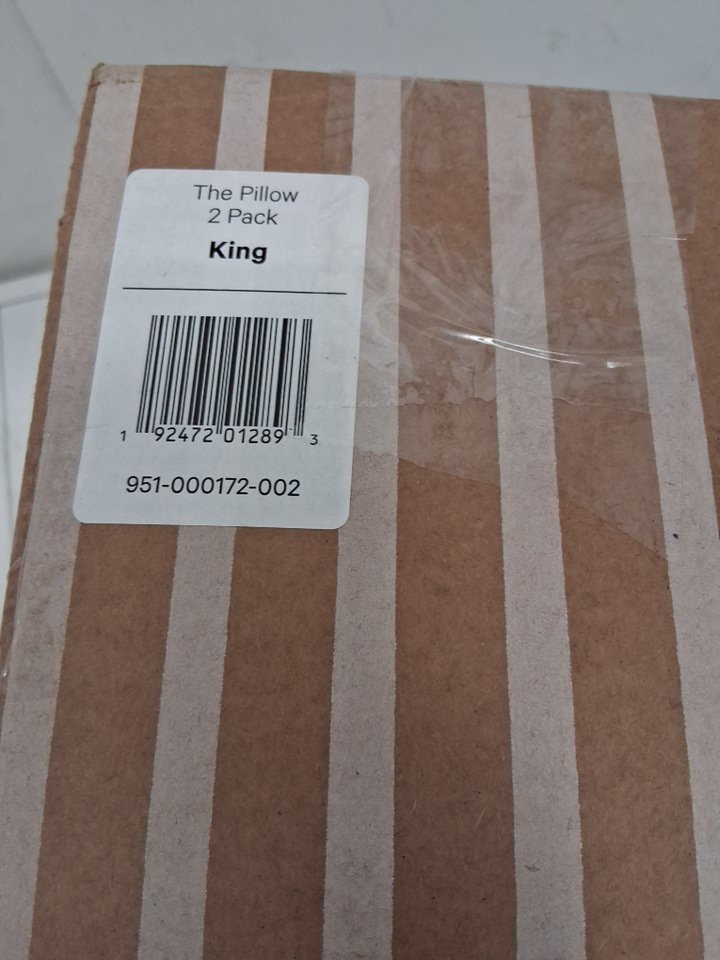 The Pillow
2 Pack
King
1 92472 01289 3
951-000172-002